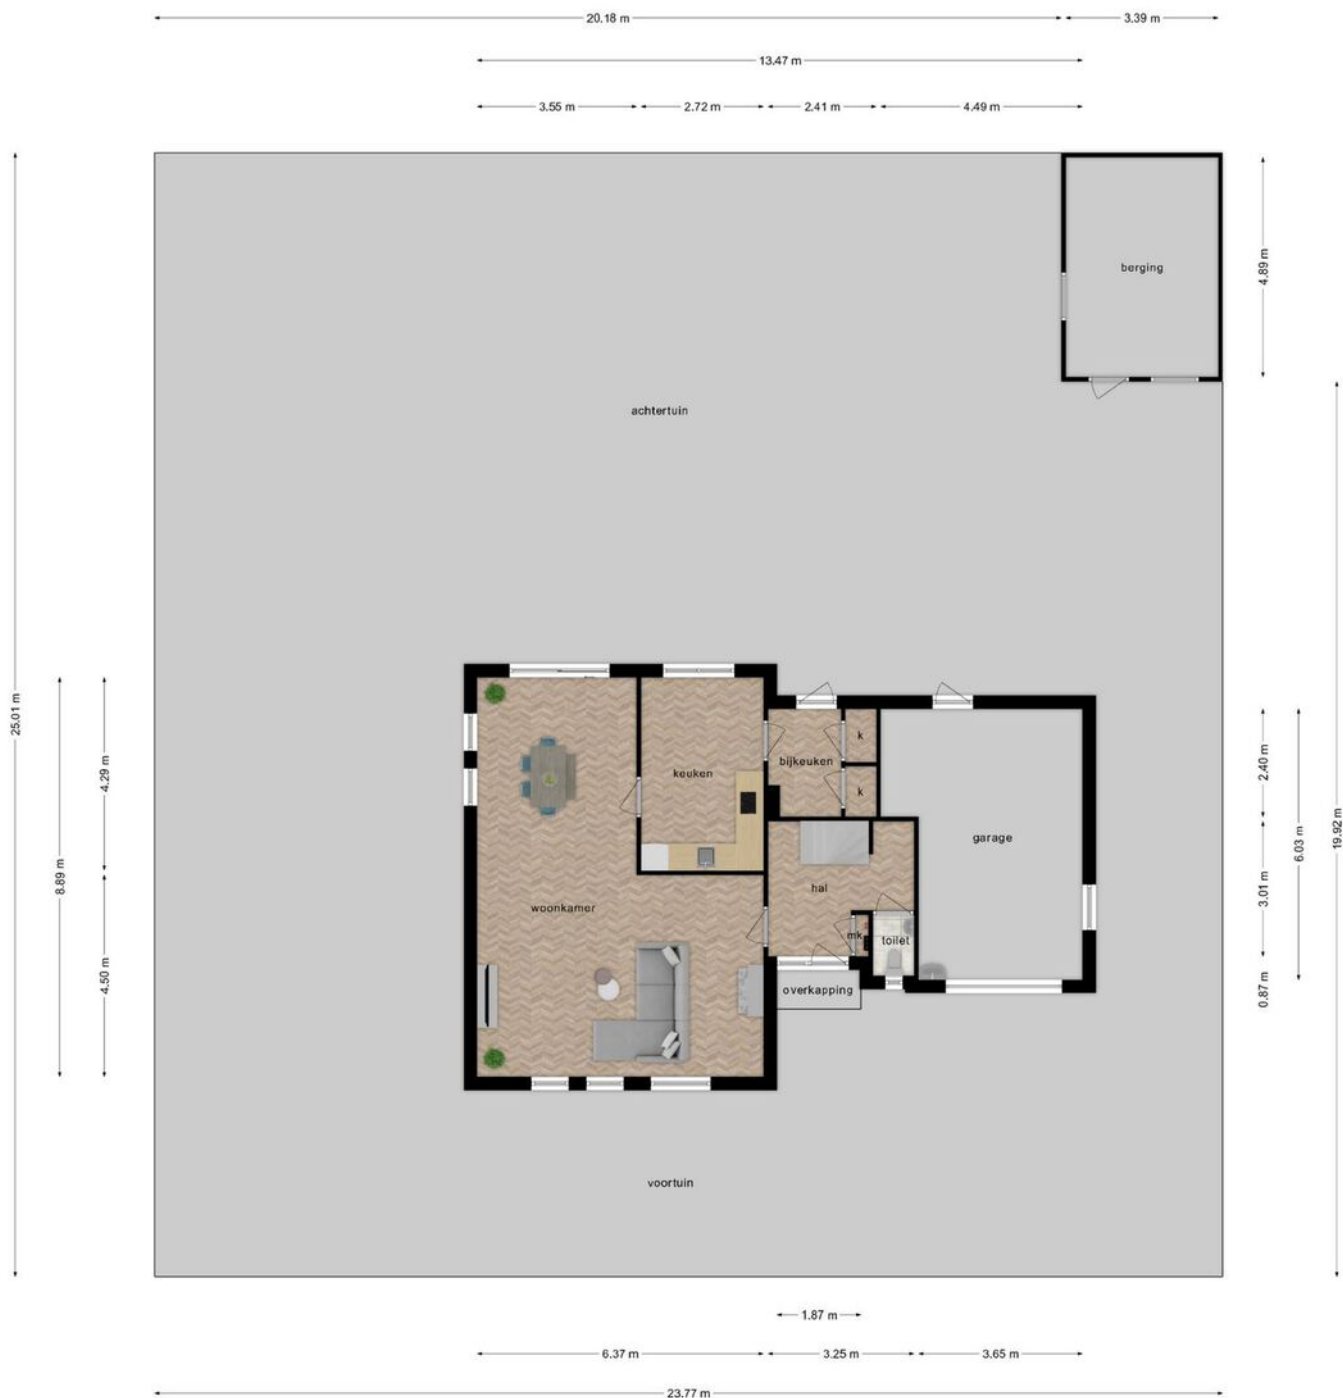 20.18 m
3.39 m
13.47 m
3.55 m
2.72 m
2.41 m
4.49 m
berging
4.89 m
achtertuin
25.01 m
8.89 m
4.29 m
4.50 m
keuken
bijkeuken
k
k
garage
2.40 m
3.01 m
0.87 m
6.03 m
19.92 m
woonkamer
hal
mk
toilet
overkapping
voortuin
1.87 m
6.37 m
3.25 m
3.65 m
23.77 m